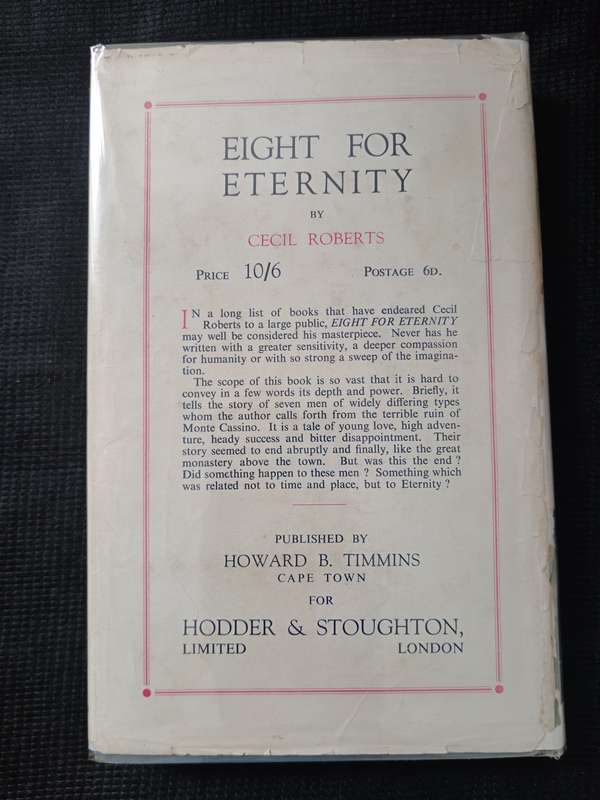 EIGHT FOR
ETERNITY
BY
CECIL ROBERTS
PRICE 10/6 POSTAGE 6D.
IN a long list of books that have endeared Cecil
Roberts to a large public, EIGHT FOR ETERNITY
may well be considered his masterpiece. Never has he
written with a greater sensitivity, a deeper compassion
for humanity or with so strong a sweep of the imagina-
tion.
The scope of this book is so vast that it is hard to
convey in a few words its depth and power. Briefly, it
tells the story of seven men of widely differing types
whom the author calls forth from the terrible ruin of
Monte Cassino. It is a tale of young love, high adven-
ture, heady success and bitter disappointment. Their
story seemed to end abruptly and finally, like the great
monastery above the town. But was this the end ?
Did something happen to these men ? Something which
was related not to time and place, but to Eternity ?
PUBLISHED BY
HOWARD B. TIMMINS
CAPE TOWN
FOR
HODDER & STOUGHTON,
LIMITED LONDON